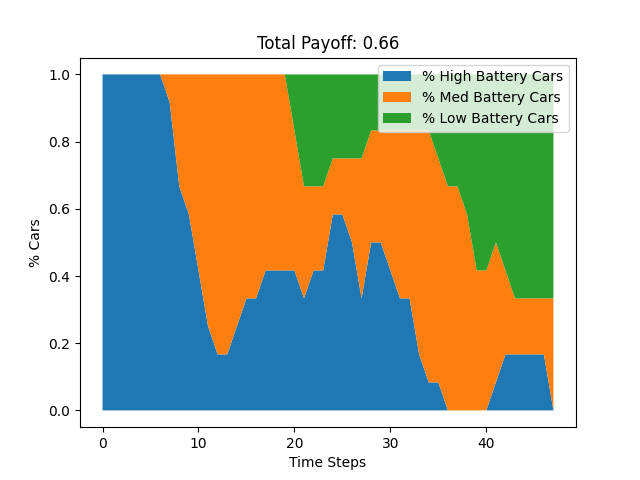 Total Payoff: 0.66
% High Battery Cars
% Med Battery Cars
% Low Battery Cars
1.0
0.8
0.6
0.4
0.2
0.0
% Cars
0 10 20 30 40
Time Steps